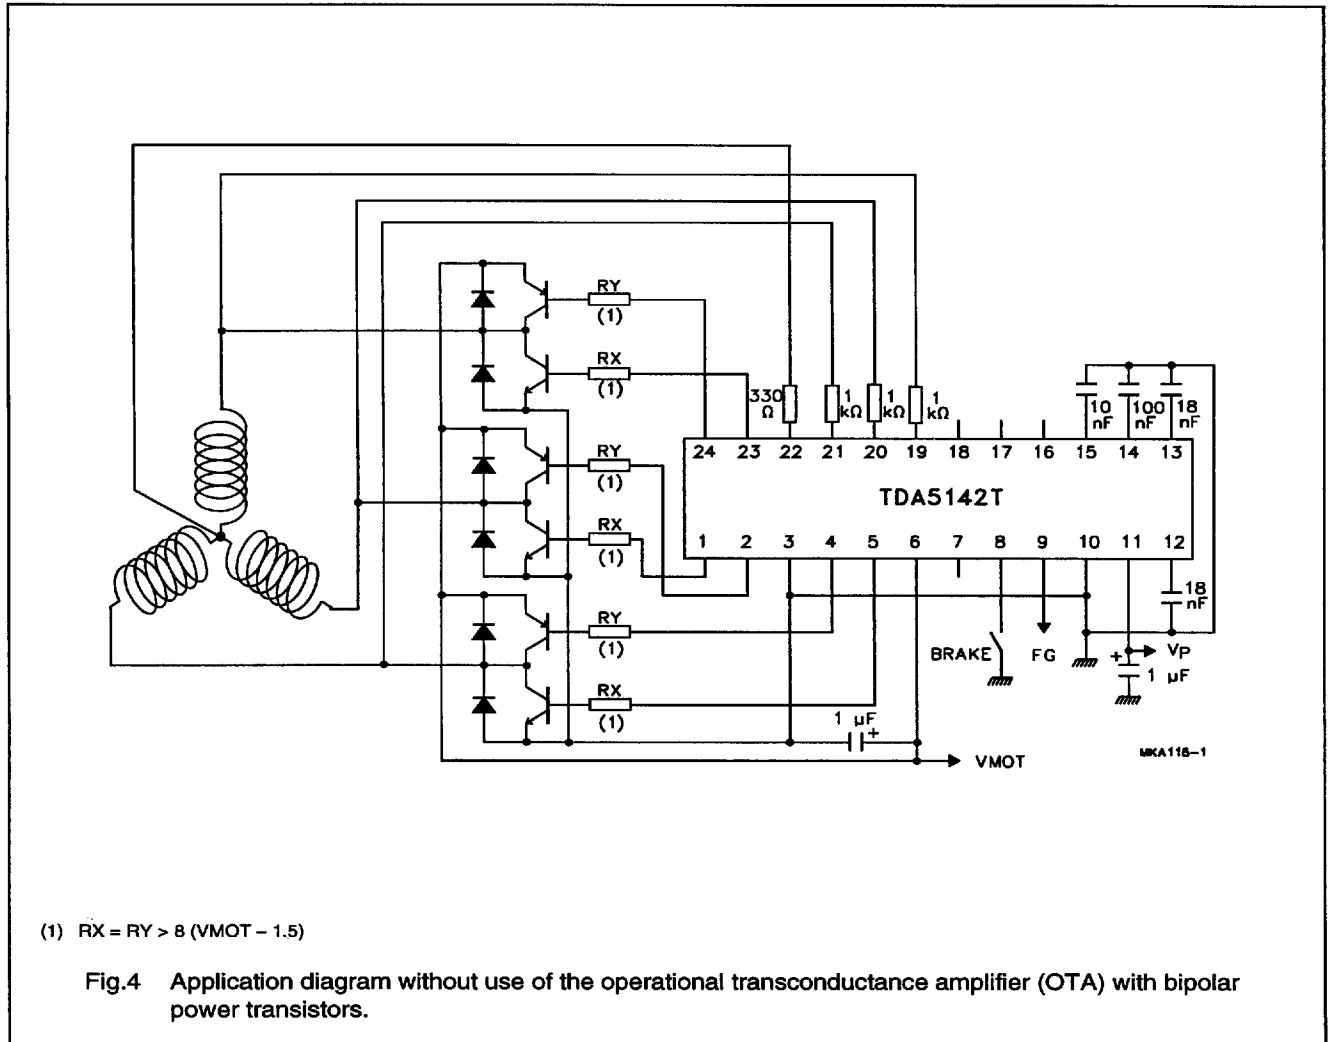 RY
(1)
RX
(1)
330
Ω
1
kΩ
1
kΩ
1
kΩ
10
nF
100
nF
18
nF
24 23 22 21 20 19 18 17 16 15 14 13
TDA5142T
1 2 3 4 5 6 7 8 9 10 11 12
RY
(1)
RX
(1)
18
nF
RY
(1)
RX
(1)
BRAKE
FG
+
VP
1 µF
1 µF
+
VMOT
MKA118-1
(1) RX = RY > 8 (VMOT – 1.5)
Fig.4 Application diagram without use of the operational transconductance amplifier (OTA) with bipolar
power transistors.